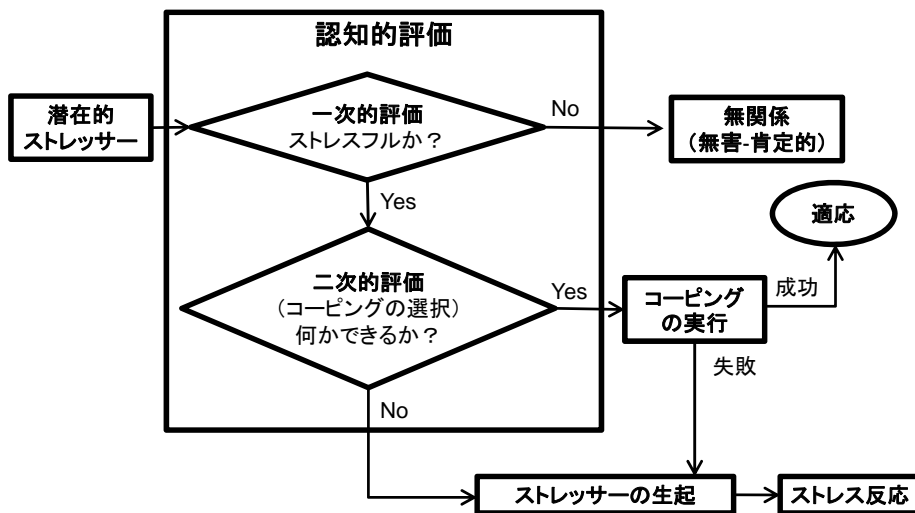 認知的評価
潜在的
ストレッサー
一次的評価
ストレスフルか？
No
無関係
（無害-肯定的）
Yes
適応
二次的評価
（コーピングの選択）
何かできるか？
Yes
コーピング
の実行
成功
失敗
No
ストレッサーの生起
ストレス反応